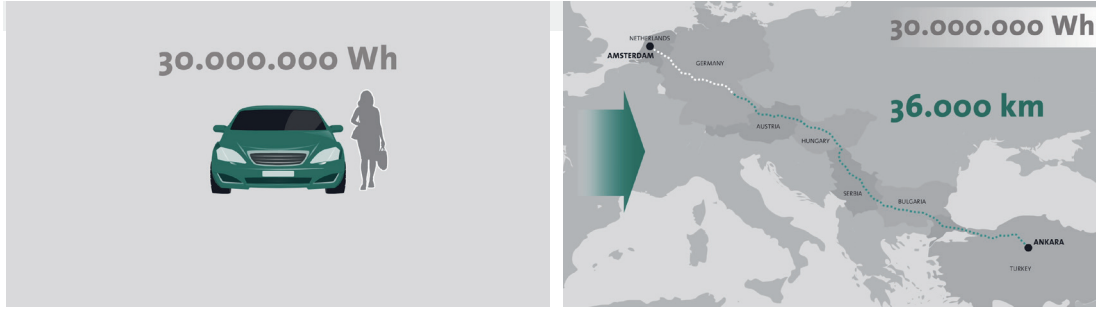 30.000.000 Wh
30.000.000 Wh
NETHERLANDS
AMSTERDAM
GERMANY
36.000 km
AUSTRIA
HUNGARY
SERBIA
BULGARIA
ANKARA
TURKEY